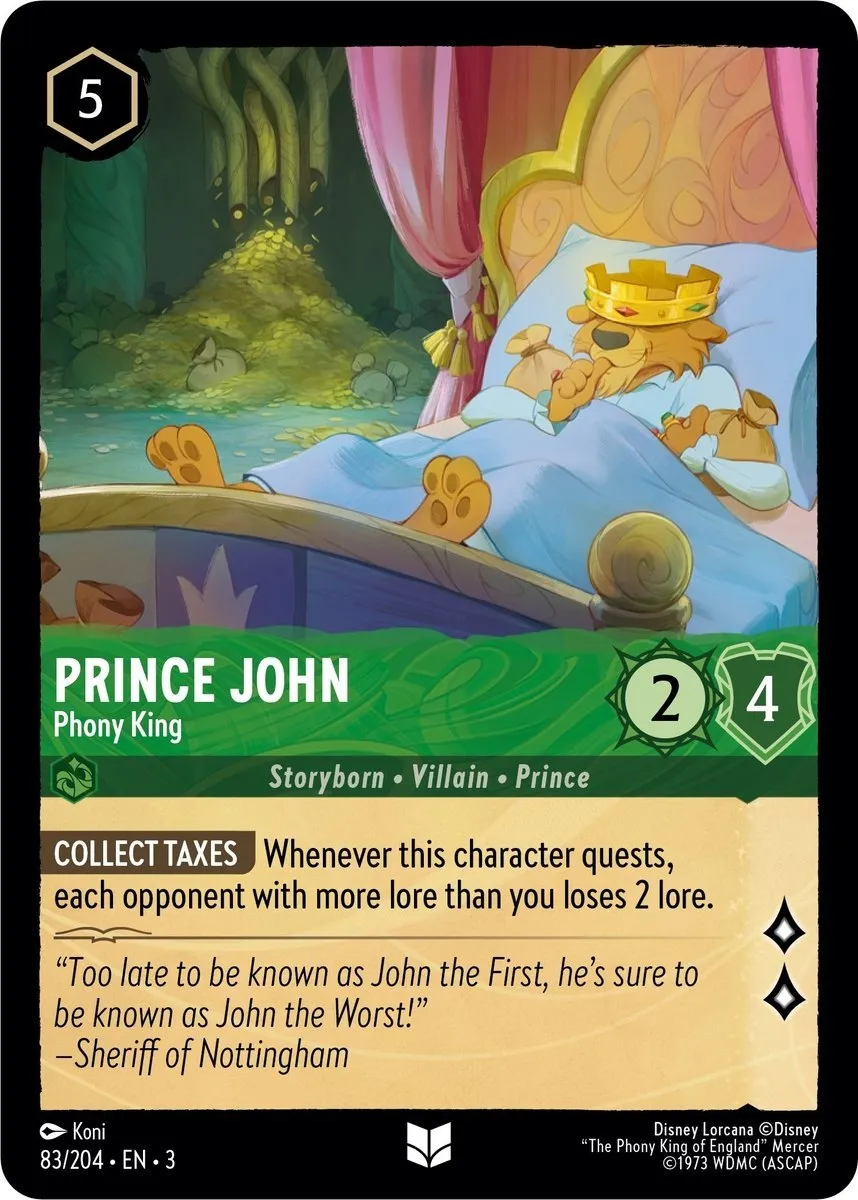 5
PRINCE JOHN
Phony King
2
4
Storyborn • Villain • Prince
COLLECT TAXES Whenever this character quests,
each opponent with more lore than you loses 2 lore.
“Too late to be known as John the First, he’s sure to
be known as John the Worst!”
–Sheriff of Nottingham
Koni
83/204 • EN • 3
Disney Lorcana ©Disney
“The Phony King of England” Mercer
©1973 WDMC (ASCAP)